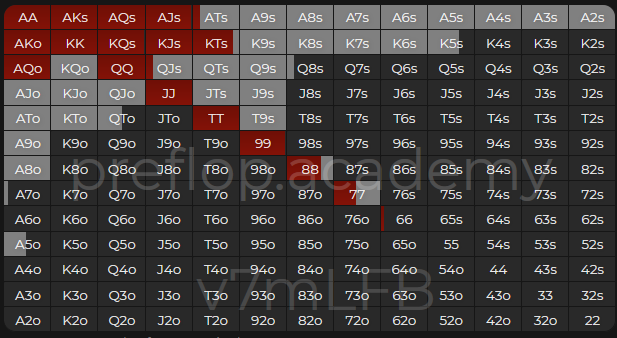 AA AKs AQs AJs ATs A9s A8s A7s A6s A5s A4s A3s A2s
AKo KK KQs KJs KTs K9s K8s K7s K6s K5s K4s K3s K2s
AQo KQo QQ QJs QTs Q9s Q8s Q7s Q6s Q5s Q4s Q3s Q2s
AJo KJo QJo JJ JTs J9s J8s J7s J6s J5s J4s J3s J2s
ATo KTo QTo JTo TT T9s T8s T7s T6s T5s T4s T3s T2s
A9o K9o Q9o J9o T9o 99 98s 97s 96s 95s 94s 93s 92s
A8o K8o Q8o J8o T8o 98o 88 87s 86s 85s 84s 83s 82s
preflop.academy
A7o K7o Q7o J7o T7o 97o 87o 77 76s 75s 74s 73s 72s
A6o K6o Q6o J6o T6o 96o 86o 76o 66 65s 64s 63s 62s
A5o K5o Q5o J5o T5o 95o 85o 75o 65o 55 54s 53s 52s
A4o K4o Q4o J4o T4o 94o 84o 74o 64o 54o 44 43s 42s
v7mLFB
A3o K3o Q3o J3o T3o 93o 83o 73o 63o 53o 43o 33 32s
A2o K2o Q2o J2o T2o 92o 82o 72o 62o 52o 42o 32o 22